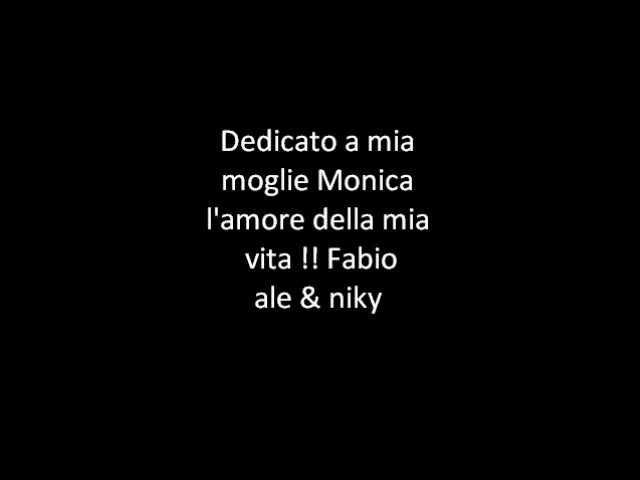 Dedicato a mia
moglie Monica
l'amore della mia
vita !! Fabio
ale & niky